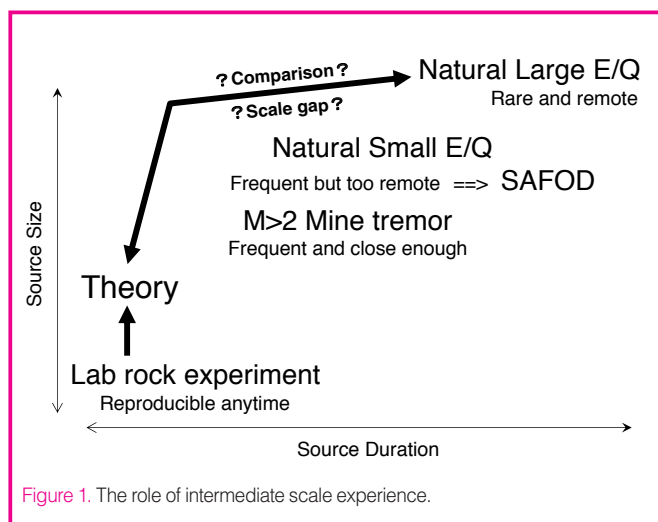 ? Comparison ?
? Scale gap ?
Natural Large E/Q
Rare and remote
Natural Small E/Q
Frequent but too remote ==> SAFOD
M>2 Mine tremor
Frequent and close enough
Source Size
Theory
Lab rock experiment
Reproducible anytime
Source Duration
Figure 1. The role of intermediate scale experience.